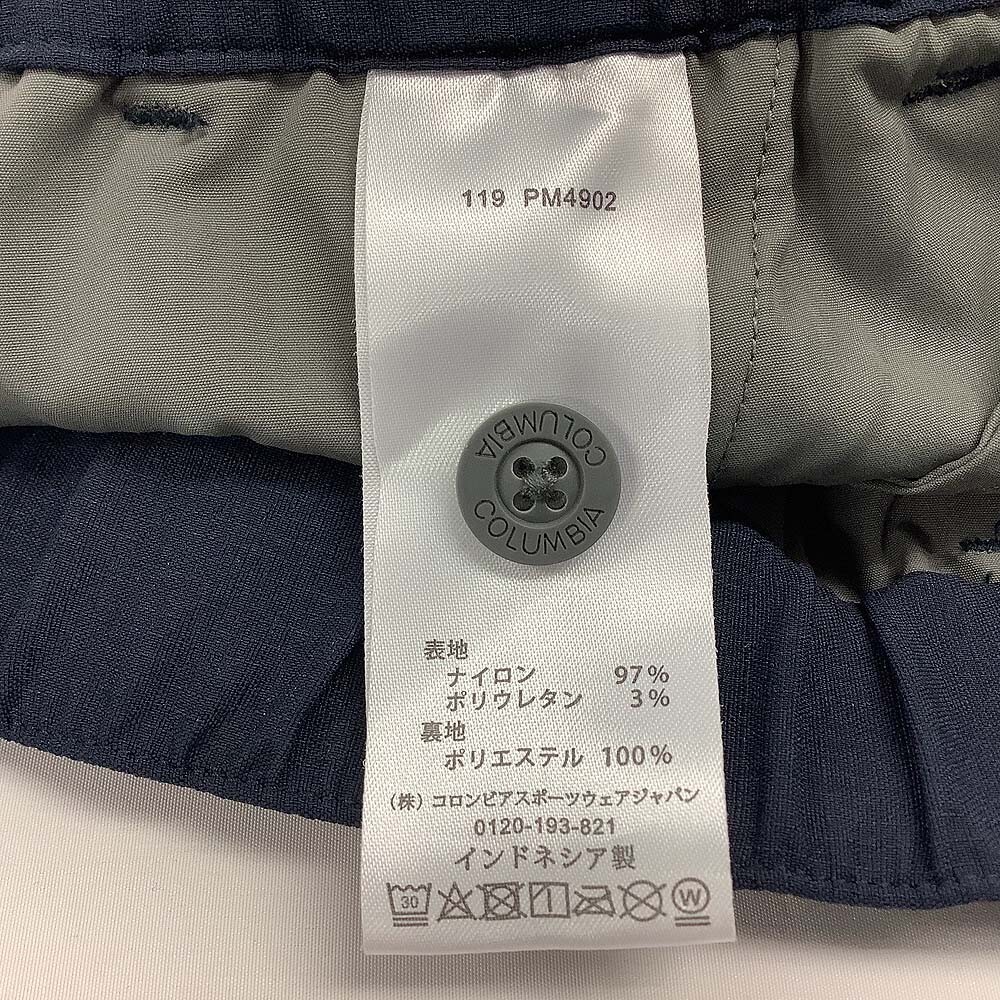 119 PM4902
COLUMBIA
COLUMBIA
表地
ナイロン 97%
ポリウレタン 3%
裏地
ポリエステル 100%
(株)コロンビアスポーツウェアジャパン
0120-193-821
インドネシア製
30 W